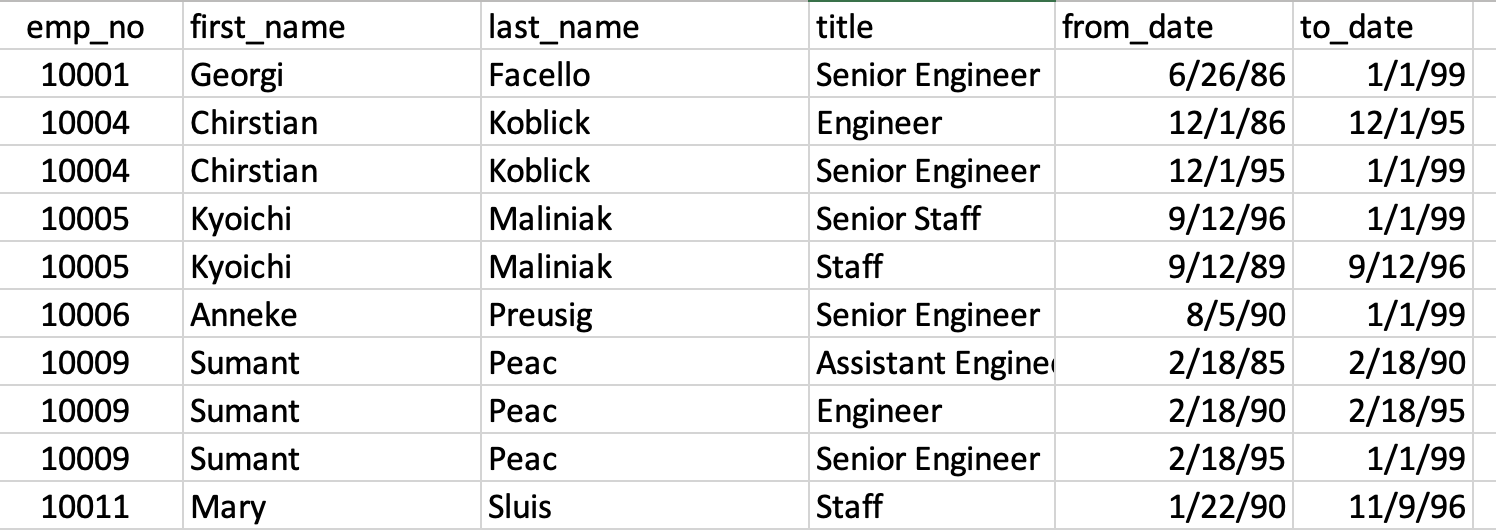 emp_no first_name last_name title from_date to_date
10001 Georgi Facello Senior Engineer 6/26/86 1/1/99
10004 Chirstian Koblick Engineer 12/1/86 12/1/95
10004 Chirstian Koblick Senior Engineer 12/1/95 1/1/99
10005 Kyoichi Maliniak Senior Staff 9/12/96 1/1/99
10005 Kyoichi Maliniak Staff 9/12/89 9/12/96
10006 Anneke Preusig Senior Engineer 8/5/90 1/1/99
10009 Sumant Peac Assistant Enginee 2/18/85 2/18/90
10009 Sumant Peac Engineer 2/18/90 2/18/95
10009 Sumant Peac Senior Engineer 2/18/95 1/1/99
10011 Mary Sluis Staff 1/22/90 11/9/96